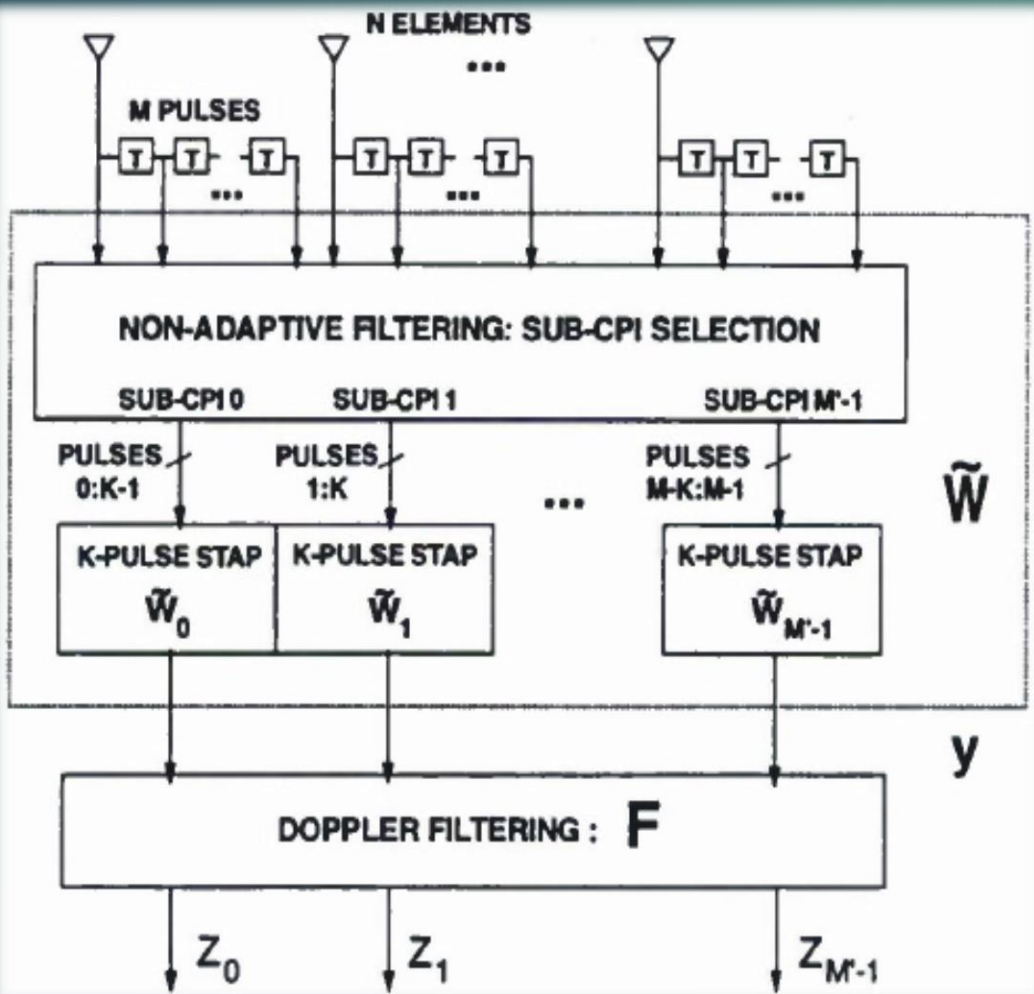 N ELEMENTS
...
M PULSES
T T T T T T T T T
... ... ...
NON-ADAPTIVE FILTERING: SUB-CPI SELECTION
SUB-CPI 0 SUB-CPI 1 SUB-CPI M'-1
PULSES PULSES PULSES
0:K-1 1:K M-K:M-1
...
W̃
K-PULSE STAP K-PULSE STAP K-PULSE STAP
W̃₀ W̃₁ W̃M'-1
y
DOPPLER FILTERING : F
Z₀ Z₁ ZM'-1